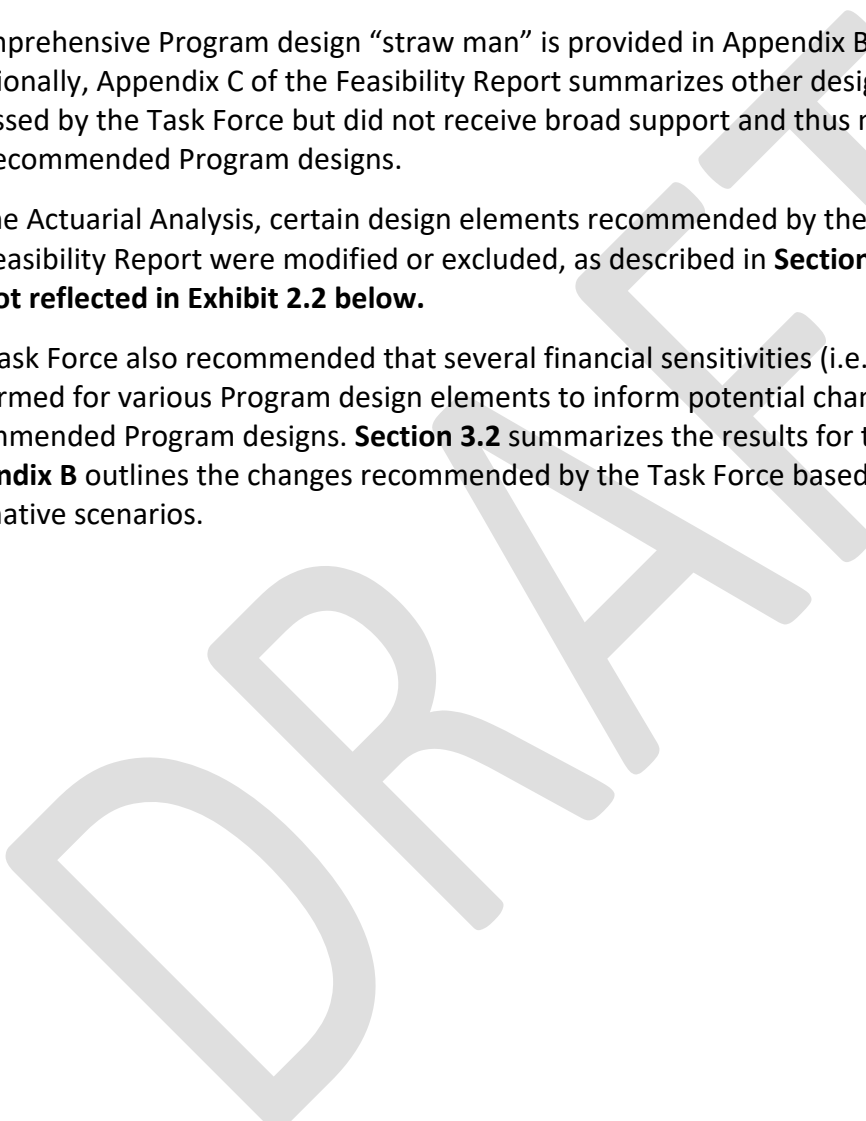 mprehensive Program design “straw man” is provided in Appendix B
ionally, Appendix C of the Feasibility Report summarizes other desig
ssed by the Task Force but did not receive broad support and thus n
ecommended Program designs.
ne Actuarial Analysis, certain design elements recommended by the
easibility Report were modified or excluded, as described in Section
ot reflected in Exhibit 2.2 below.
ask Force also recommended that several financial sensitivities (i.e.
rmed for various Program design elements to inform potential chan
mmended Program designs. Section 3.2 summarizes the results for t
ndix B outlines the changes recommended by the Task Force based
native scenarios.
DRAFT